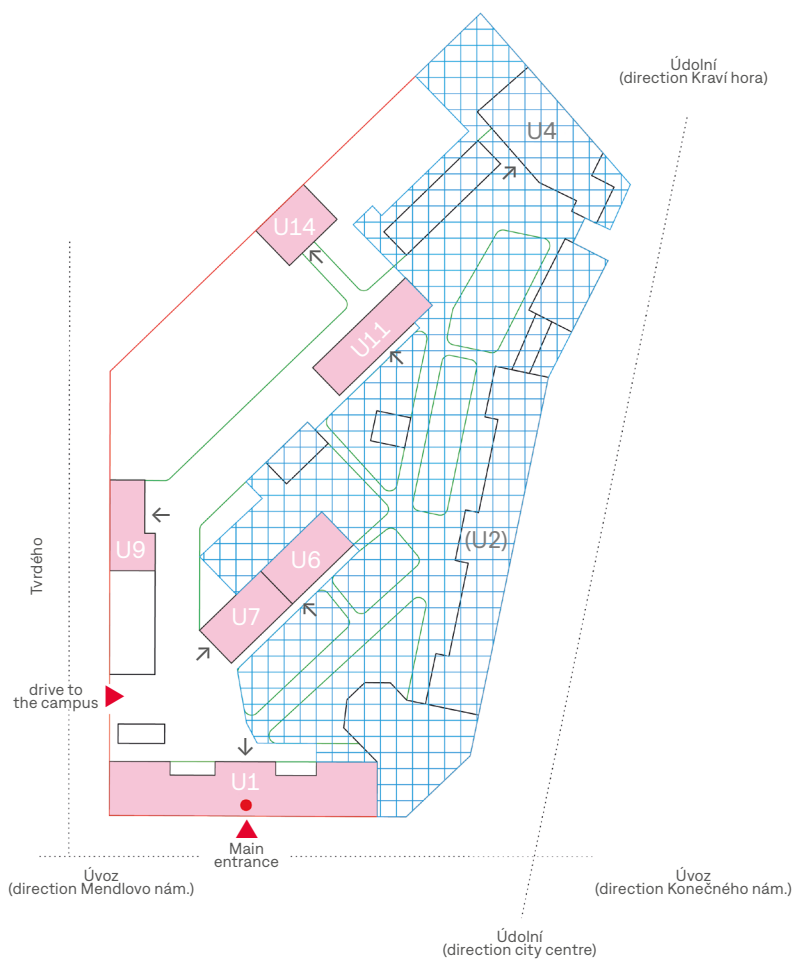 Údolní
(direction Kraví hora)
U4
U14
U11
(U2)
U9
U6
U7
Tvrdého
drive to
the campus
U1
Main
entrance
Úvoz
(direction Mendlovo nám.)
Úvoz
(direction Konečného nám.)
Údolní
(direction city centre)